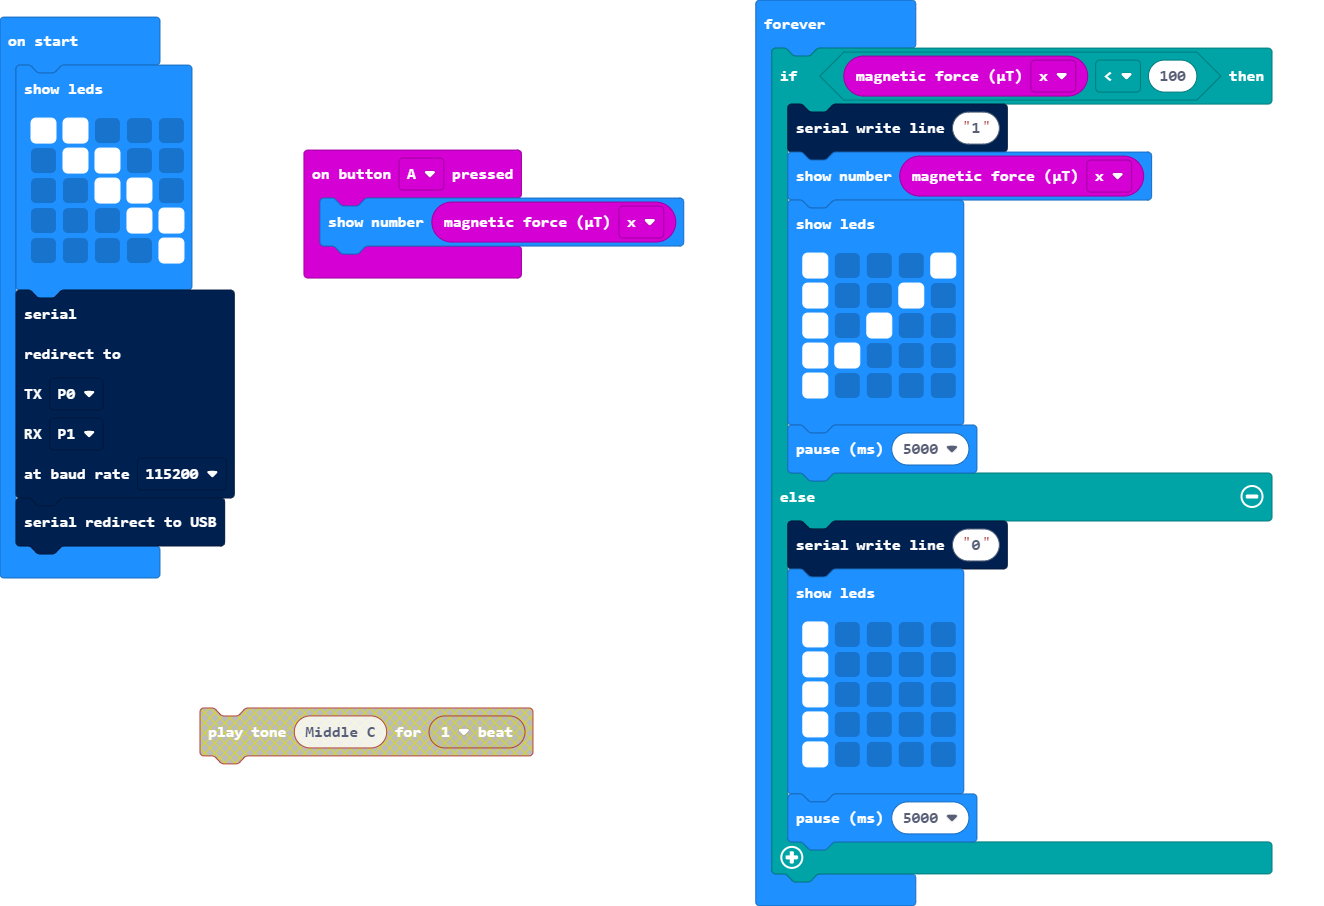 on start
show leds
serial
redirect to
TX P0
RX P1
at baud rate 115200
serial redirect to USB
on button A pressed
show number magnetic force (µT) x
play tone Middle C for 1 beat
forever
if magnetic force (µT) x < 100 then
serial write line "1"
show number magnetic force (µT) x
show leds
pause (ms) 5000
else
serial write line "0"
show leds
pause (ms) 5000